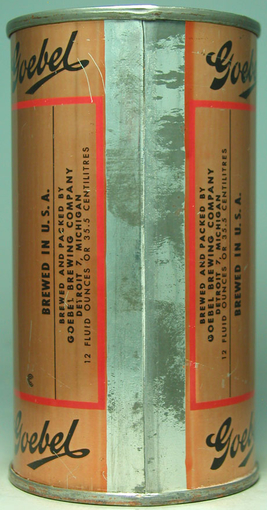 Goebel
BREWED IN U.S.A.
BREWED AND PACKED BY
GOEBEL BREWING COMPANY
DETROIT 7, MICHIGAN
12 FLUID OUNCES OR 35.5 CENTILITRES
Goebel
Goebel
BREWED AND PACKED BY
GOEBEL BREWING COMPANY
DETROIT 7, MICHIGAN
12 FLUID OUNCES OR 35.5 CENTILITRES
BREWED IN U.S.A.
Goebel